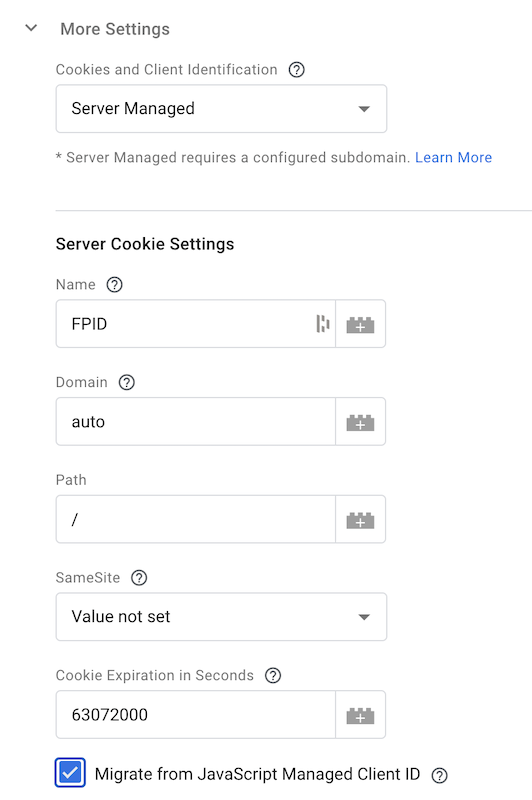 More Settings
Cookies and Client Identification
Server Managed
* Server Managed requires a configured subdomain. Learn More
Server Cookie Settings
Name
FPID
Domain
auto
Path
/
SameSite
Value not set
Cookie Expiration in Seconds
63072000
Migrate from JavaScript Managed Client ID